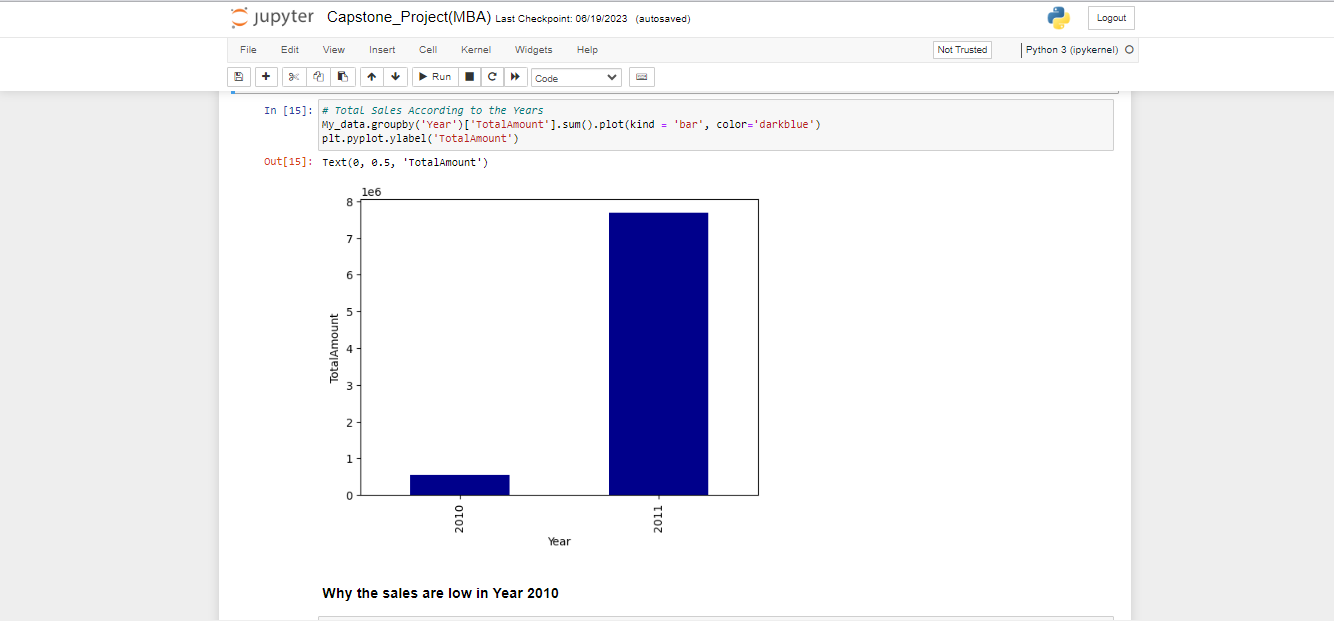 jupyter Capstone_Project(MBA) Last Checkpoint: 06/19/2023 (autosaved) Logout
File Edit View Insert Cell Kernel Widgets Help Not Trusted Python 3 (ipykernel)
Run Code
In [15]: # Total Sales According to the Years
My_data.groupby('Year')['TotalAmount'].sum().plot(kind = 'bar', color='darkblue')
plt.pyplot.ylabel('TotalAmount')
Out[15]: Text(0, 0.5, 'TotalAmount')
1e6
8
7
6
5
4
3
2
1
0
TotalAmount
2010 2011
Year
Why the sales are low in Year 2010